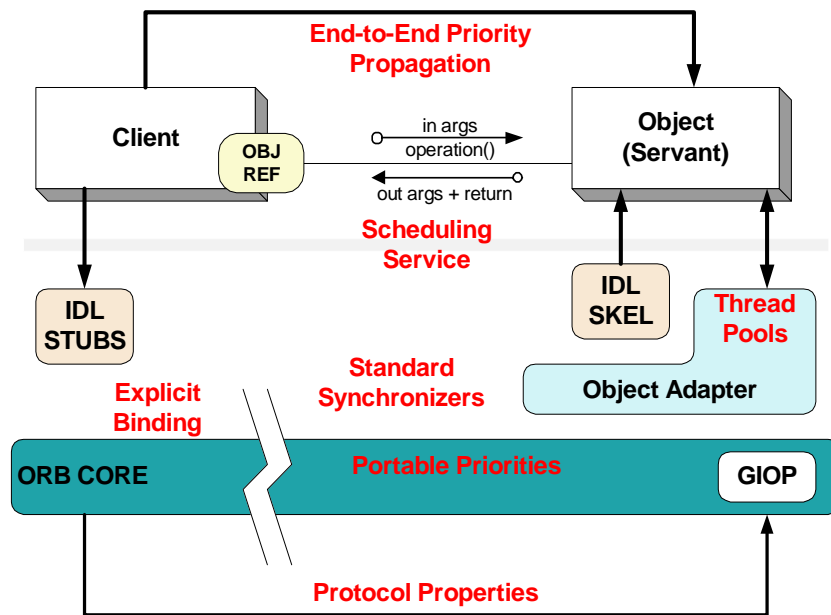 End-to-End Priority
Propagation
Client
OBJ
REF
in args
operation()
out args + return
Object
(Servant)
Scheduling
Service
IDL
STUBS
IDL
SKEL
Thread
Pools
Object Adapter
Standard
Synchronizers
Explicit
Binding
ORB CORE
Portable Priorities
GIOP
Protocol Properties